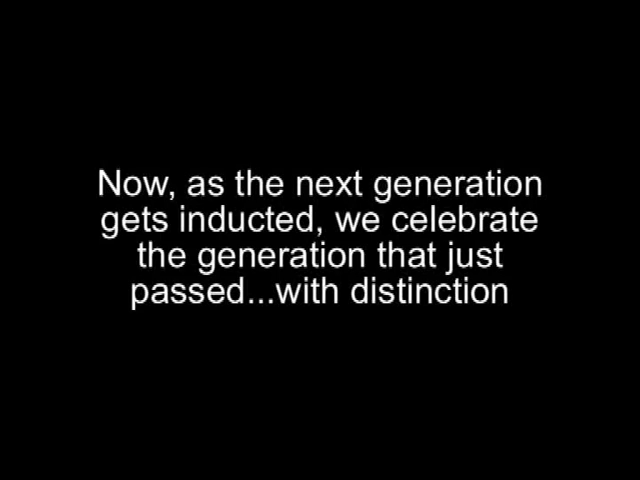 Now, as the next generation
gets inducted, we celebrate
the generation that just
passed...with distinction